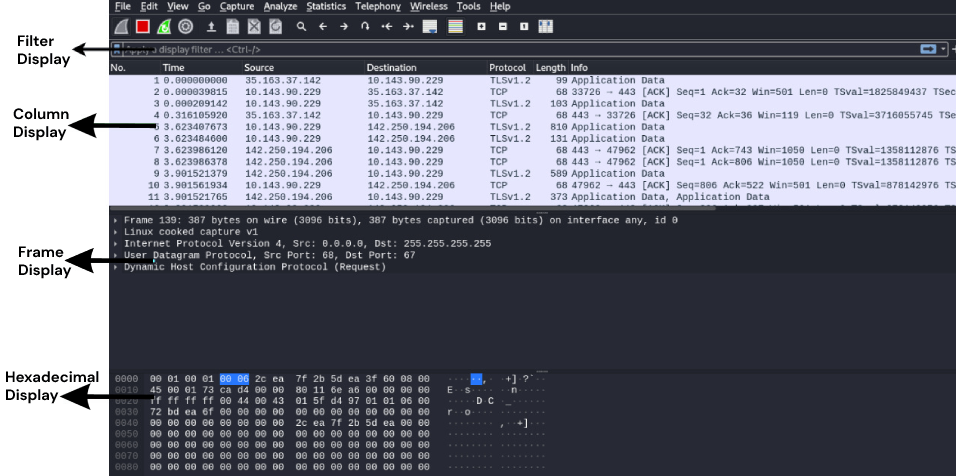 File Edit View Go Capture Analyze Statistics Telephony Wireless Tools Help
Filter Display
Apply a display filter … <Ctrl-/>
No. Time Source Destination Protocol Length Info
1 0.000000000 35.163.37.142 10.143.90.229 TLSv1.2 99 Application Data
2 0.000039815 10.143.90.229 35.163.37.142 TCP 68 33726 → 443 [ACK] Seq=1 Ack=32 Win=501 Len=0 TSval=1825849437 TSec
3 0.000209142 10.143.90.229 35.163.37.142 TLSv1.2 103 Application Data
4 0.316105920 35.163.37.142 10.143.90.229 TCP 68 443 → 33726 [ACK] Seq=32 Ack=36 Win=119 Len=0 TSval=3716055745 TSe
Column Display
5 3.623407673 10.143.90.229 142.250.194.206 TLSv1.2 810 Application Data
6 3.623484600 10.143.90.229 142.250.194.206 TLSv1.2 131 Application Data
7 3.623986120 142.250.194.206 10.143.90.229 TCP 68 443 → 47962 [ACK] Seq=1 Ack=743 Win=1050 Len=0 TSval=1358112876 TS
8 3.623986378 142.250.194.206 10.143.90.229 TCP 68 443 → 47962 [ACK] Seq=1 Ack=806 Win=1050 Len=0 TSval=1358112876 TS
9 3.901521379 142.250.194.206 10.143.90.229 TLSv1.2 589 Application Data
10 3.901561934 10.143.90.229 142.250.194.206 TCP 68 47962 → 443 [ACK] Seq=806 Ack=522 Win=501 Len=0 TSval=878142976 TS
11 3.901521765 142.250.194.206 10.143.90.229 TLSv1.2 373 Application Data, Application Data
Frame 139: 387 bytes on wire (3096 bits), 387 bytes captured (3096 bits) on interface any, id 0
Linux cooked capture v1
Internet Protocol Version 4, Src: 0.0.0.0, Dst: 255.255.255.255
Frame Display
User Datagram Protocol, Src Port: 68, Dst Port: 67
Dynamic Host Configuration Protocol (Request)
Hexadecimal Display
0000 00 01 00 01 00 06 2c ea 7f 2b 5d ea 3f 60 08 00 ······,· ·+]·?`··
0010 45 00 01 73 ca d4 00 00 80 11 6e a6 00 00 00 00 E··s···· ··n·····
0020 ff ff ff ff 00 44 00 43 01 5f d4 97 01 01 06 00 ·····D·C ·_······
0030 72 bd ea 6f 00 00 00 00 00 00 00 00 00 00 00 00 r··o···· ········
0040 00 00 00 00 00 00 00 00 2c ea 7f 2b 5d ea 00 00 ········ ,··+]···
0050 00 00 00 00 00 00 00 00 00 00 00 00 00 00 00 00 ········ ········
0060 00 00 00 00 00 00 00 00 00 00 00 00 00 00 00 00 ········ ········
0070 00 00 00 00 00 00 00 00 00 00 00 00 00 00 00 00 ········ ········
0080 00 00 00 00 00 00 00 00 00 00 00 00 00 00 00 00 ········ ········